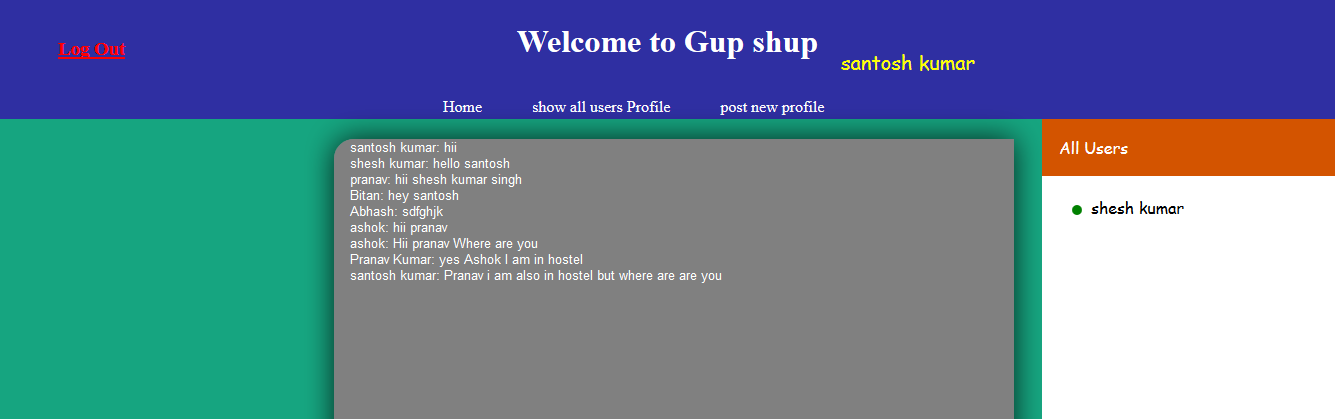 Log Out
Welcome to Gup shup
santosh kumar
Home show all users Profile post new profile
All Users
santosh kumar: hii
shesh kumar: hello santosh
pranav: hii shesh kumar singh
Bitan: hey santosh
Abhash: sdfghjk
ashok: hii pranav
ashok: Hii pranav Where are you
Pranav Kumar: yes Ashok I am in hostel
santosh kumar: Pranav i am also in hostel but where are are you
shesh kumar